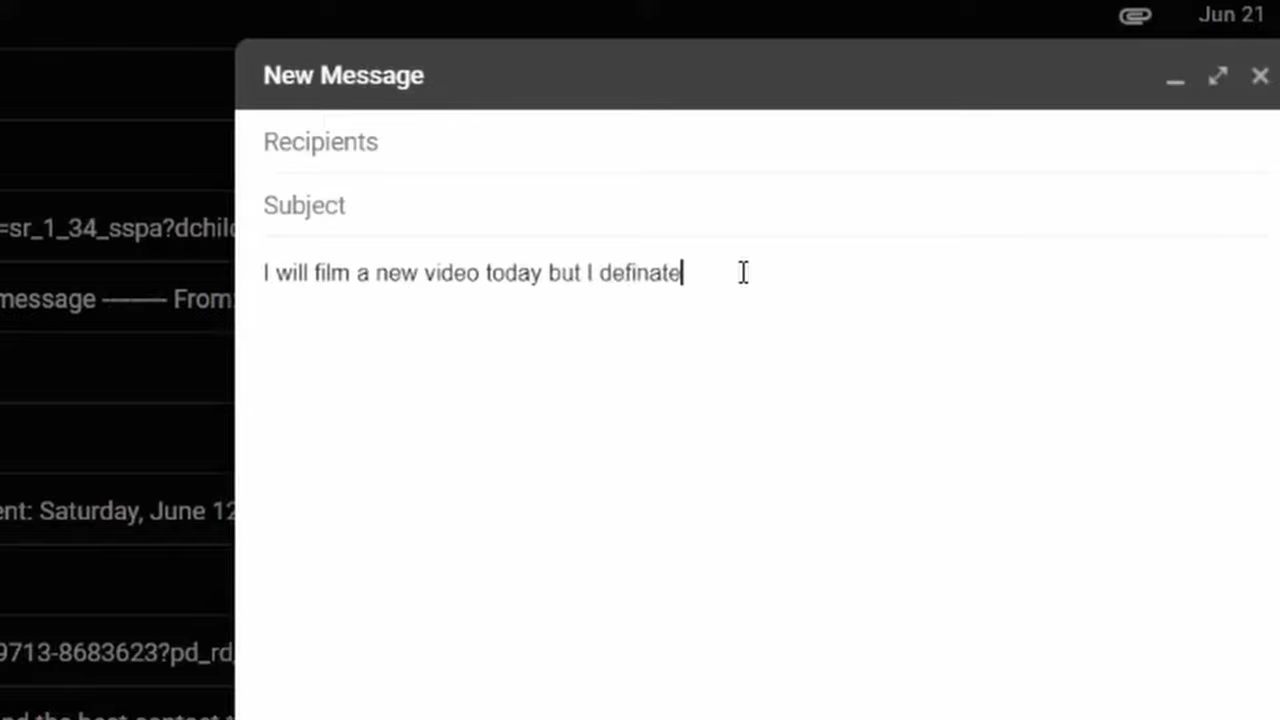 Jun 21
New Message
Recipients
Subject
=sr_1_34_sspa?dchild
I will film a new video today but I definate
message ——— From:
ent: Saturday, June 12
9713-8683623?pd_rd